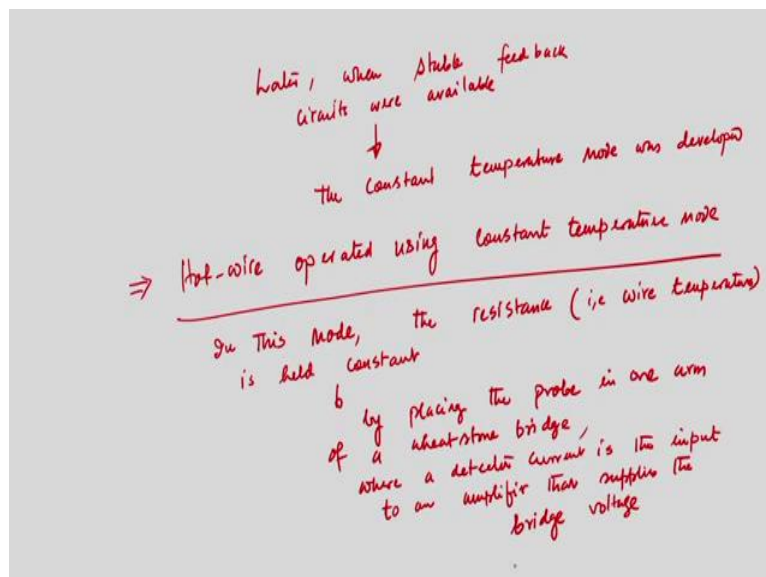 Later, when stable feedback
circuits were available
↓
The constant temperature mode was developed
⇒ Hot-wire operated using constant temperature mode
In This Mode, the resistance (i,e wire temperature)
is held constant
b
by placing the probe in one arm
of a wheatstone bridge,
where a detector current is the input
to an amplifier that supplies the
bridge voltage